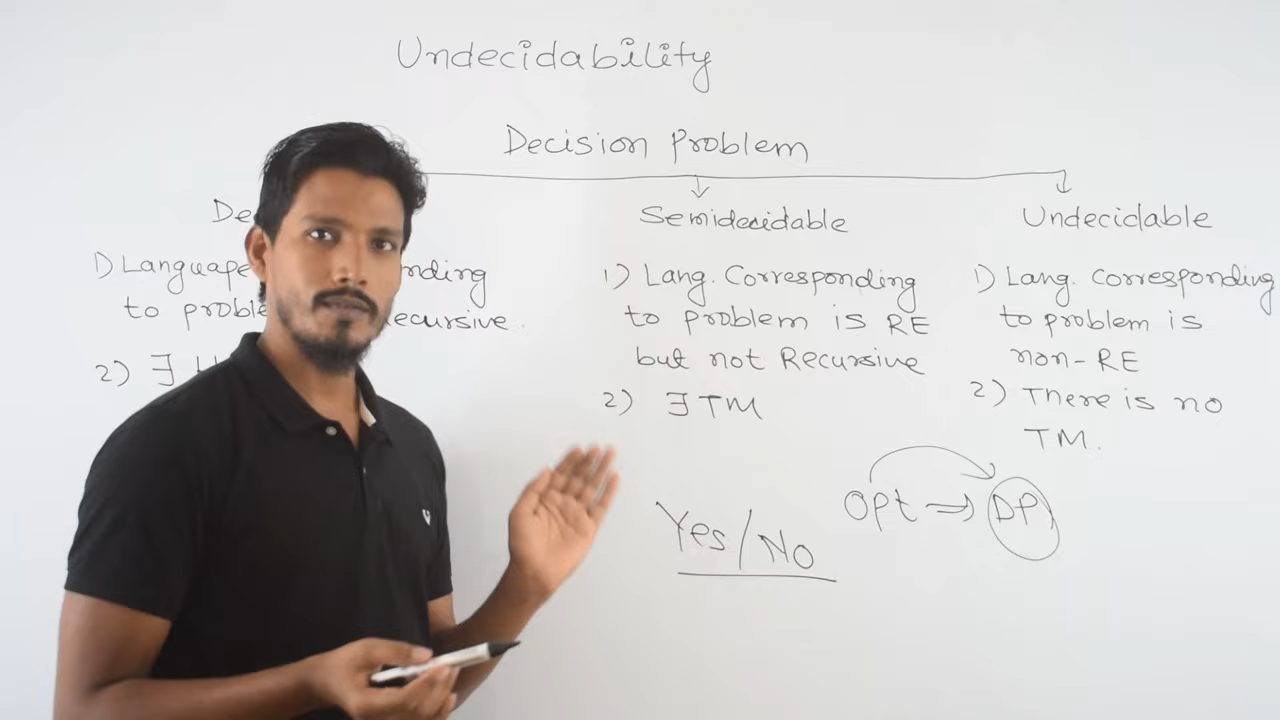 Undecidability
Decision Problem
Semidecidable
Undecidable
1) Language
to proble
ecursive.
2) ∃
1) Lang. Corresponding
to problem is RE
but not Recursive
2) ∃ TM
1) Lang. corresponding
to problem is
non-RE
2) There is no
TM.
Opt ⇒ DP
Yes/No